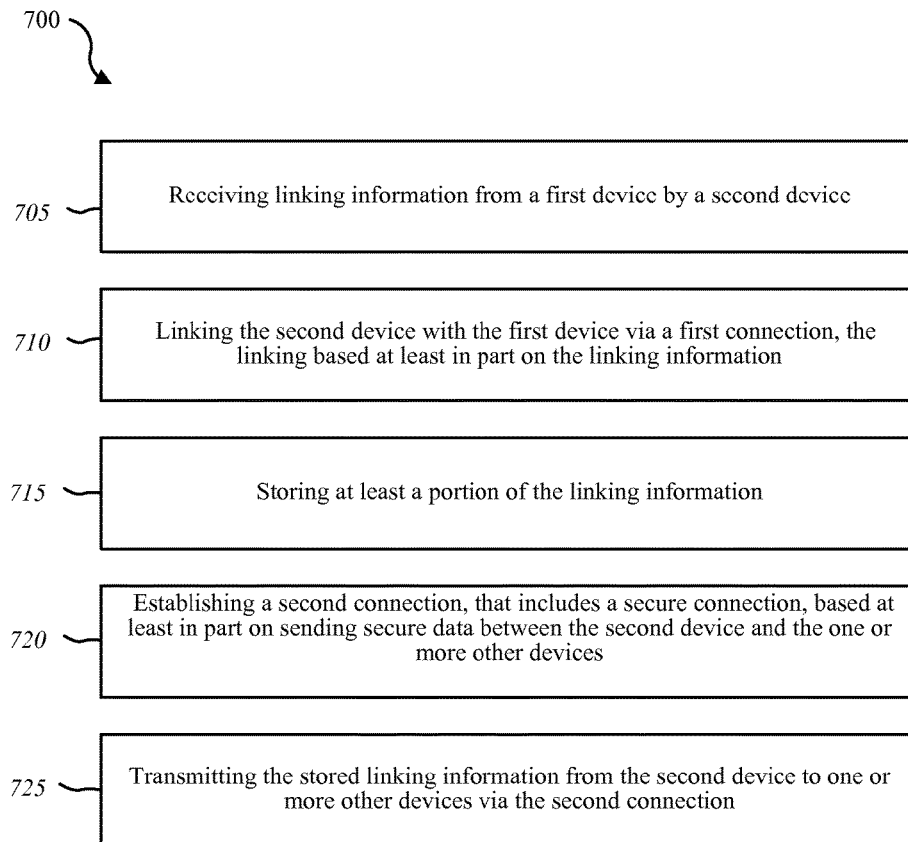 700
705
Receiving linking information from a first device by a second device
710
Linking the second device with the first device via a first connection, the
linking based at least in part on the linking information
715
Storing at least a portion of the linking information
720
Establishing a second connection, that includes a secure connection, based at
least in part on sending secure data between the second device and the one or
more other devices
725
Transmitting the stored linking information from the second device to one or
more other devices via the second connection